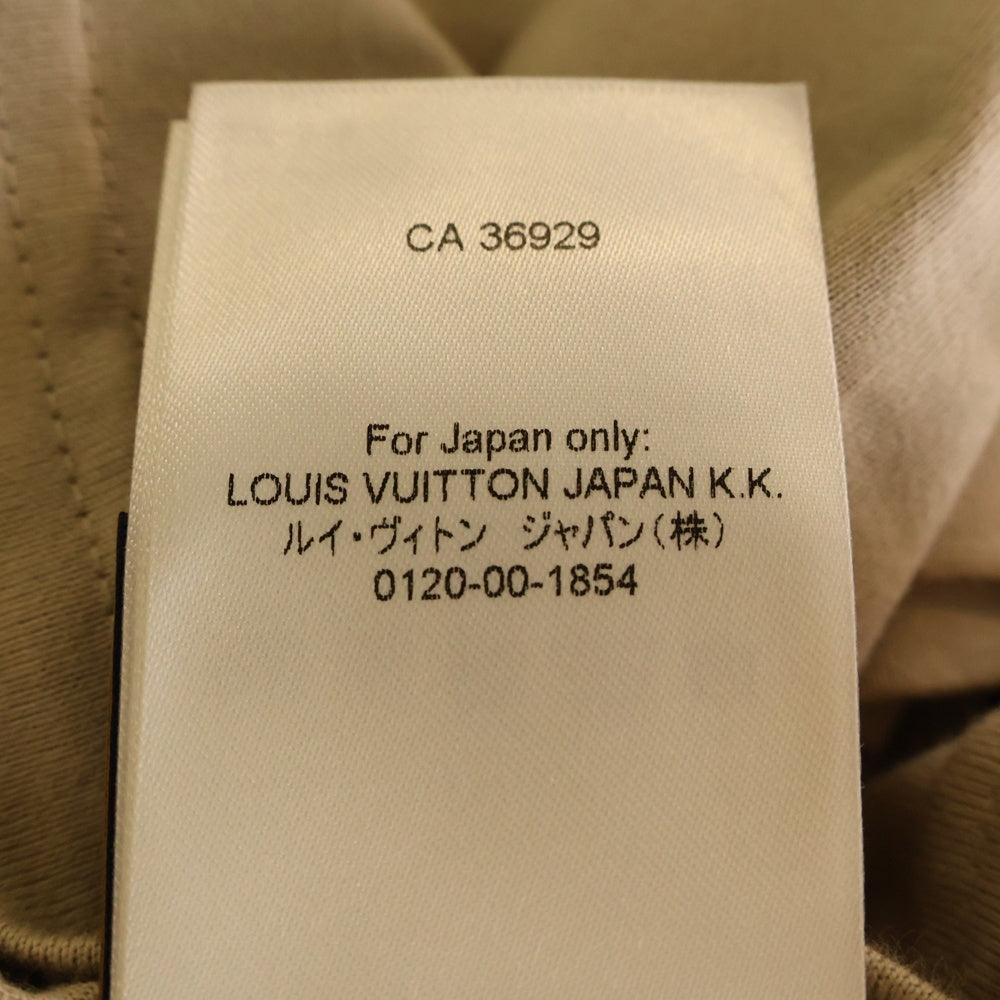 CA 36929
For Japan only:
LOUIS VUITTON JAPAN K.K.
ルイ・ヴィトン ジャパン(株)
0120-00-1854